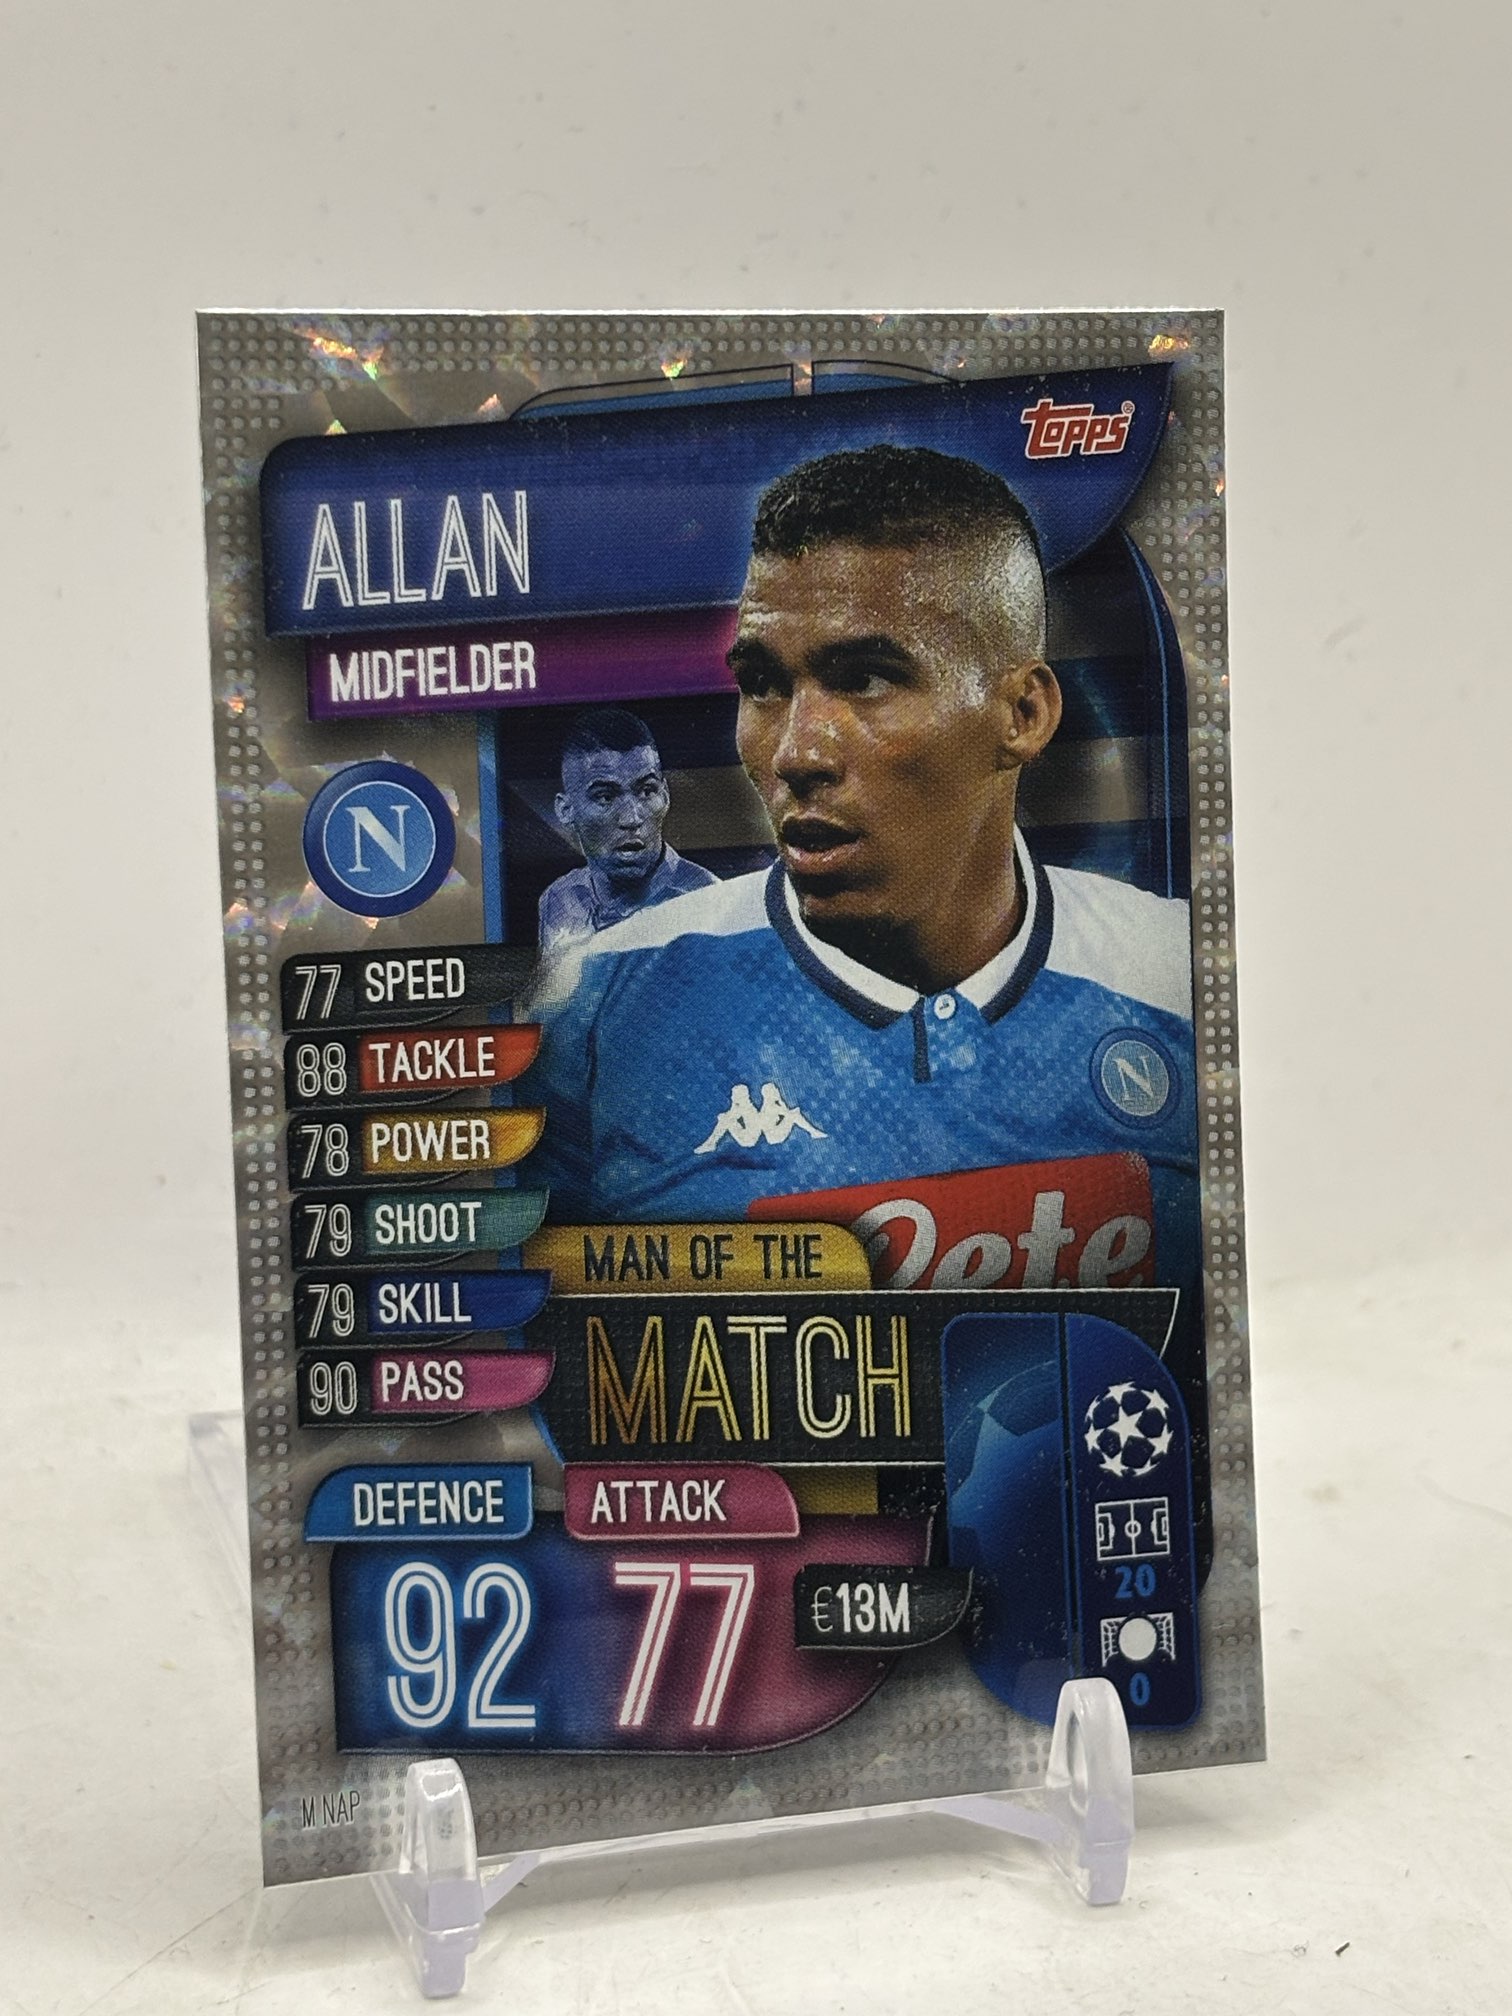 TOPPS
ALLAN
MIDFIELDER
N
77 SPEED
88 TACKLE
78 POWER
79 SHOOT
79 SKILL
90 PASS
N
Pete
MAN OF THE
MATCH
DEFENCE
92
ATTACK
77
€13M
20
0
M NAP